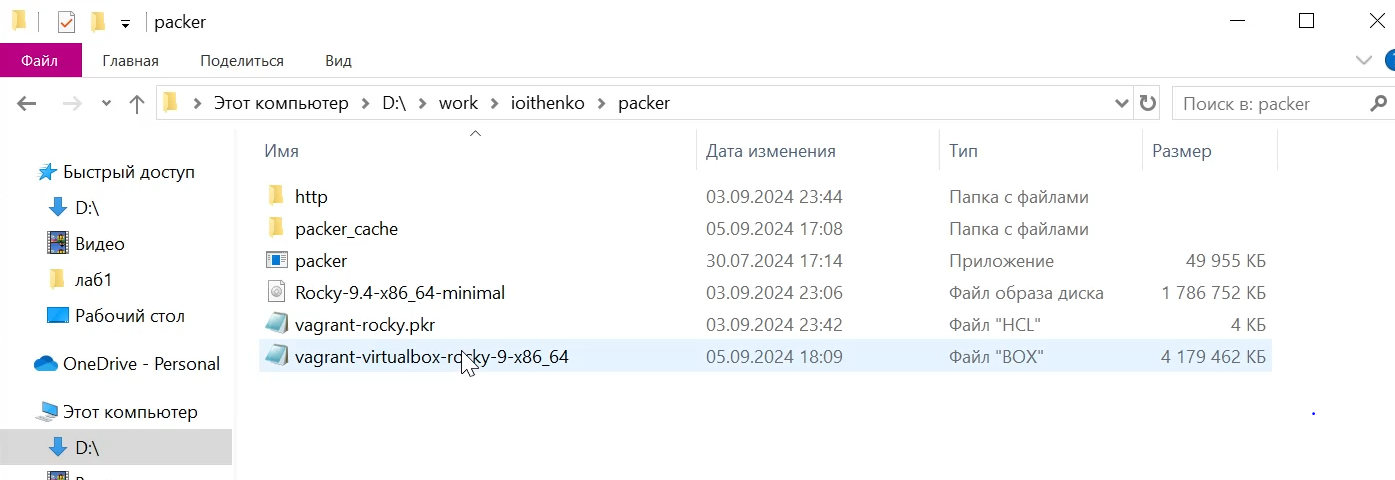 packer
Файл Главная Поделиться Вид
Этот компьютер D:\ work ioithenko packer Поиск в: packer
Имя Дата изменения Тип Размер
Быстрый доступ
D:\
Видео
лаб1
Рабочий стол
OneDrive - Personal
Этот компьютер
D:\
http 03.09.2024 23:44 Папка с файлами
packer_cache 05.09.2024 17:08 Папка с файлами
packer 30.07.2024 17:14 Приложение 49 955 КБ
Rocky-9.4-x86_64-minimal 03.09.2024 23:06 Файл образа диска 1 786 752 КБ
vagrant-rocky.pkr 03.09.2024 23:42 Файл "HCL" 4 КБ
vagrant-virtualbox-rocky-9-x86_64 05.09.2024 18:09 Файл "BOX" 4 179 462 КБ